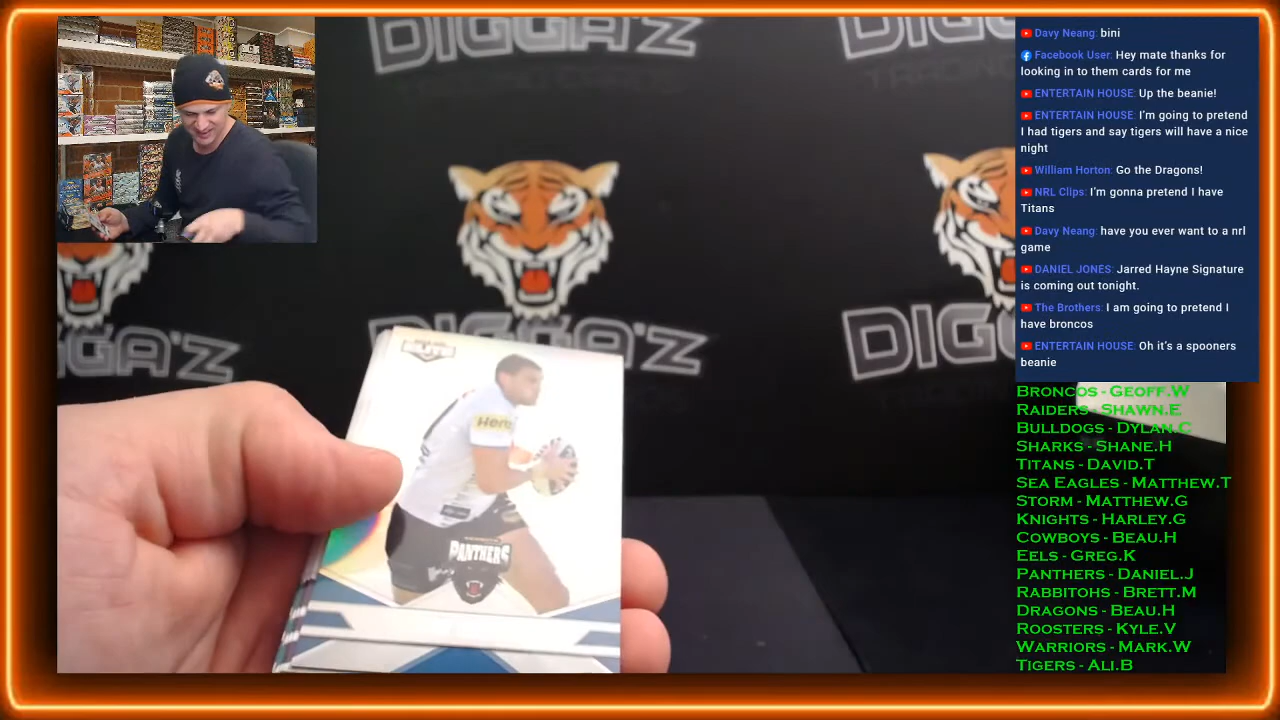 DIGGA'Z
DIGG
Davy Neang: bini
Facebook User: Hey mate thanks for
looking in to them cards for me
ENTERTAIN HOUSE: Up the beanie!
ENTERTAIN HOUSE: I'm going to pretend
I had tigers and say tigers will have a nice
night
William Horton: Go the Dragons!
NRL Clips: I'm gonna pretend I have
Titans
Davy Neang: have you ever want to a nrl
game
DANIEL JONES: Jarred Hayne Signature
is coming out tonight.
The Brothers: I am going to pretend I
have broncos
ENTERTAIN HOUSE: Oh it's a spooners
beanie
DIGGA'Z
DIGG
ELITE
PANTHERS
Broncos - Geoff.W
Raiders - Shawn.E
Bulldogs - Dylan.C
Sharks - Shane.H
Titans - David.T
Sea Eagles - Matthew.T
Storm - Matthew.G
Knights - Harley.G
Cowboys - Beau.H
Eels - Greg.K
Panthers - Daniel.J
Rabbitohs - Brett.M
Dragons - Beau.H
Roosters - Kyle.V
Warriors - Mark.W
Tigers - Ali.B